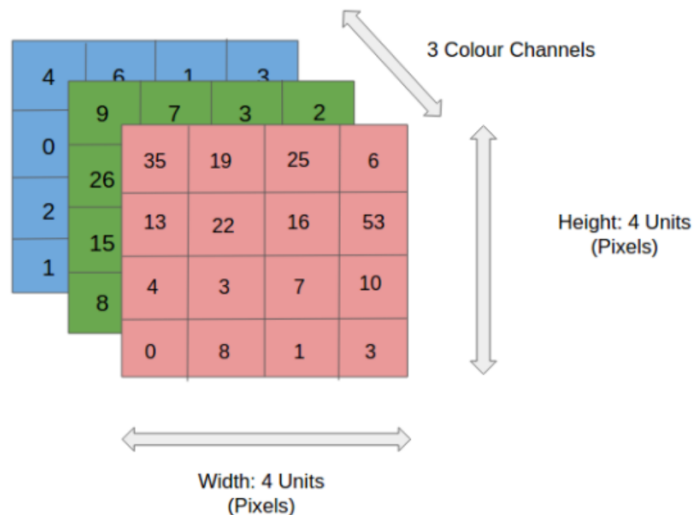 3 Colour Channels
4 6 1 3
9 7 3 2
0
35 19 25 6
26
13 22 16 53
Height: 4 Units
(Pixels)
2
15
4 3 7 10
1
8
0 8 1 3
Width: 4 Units
(Pixels)